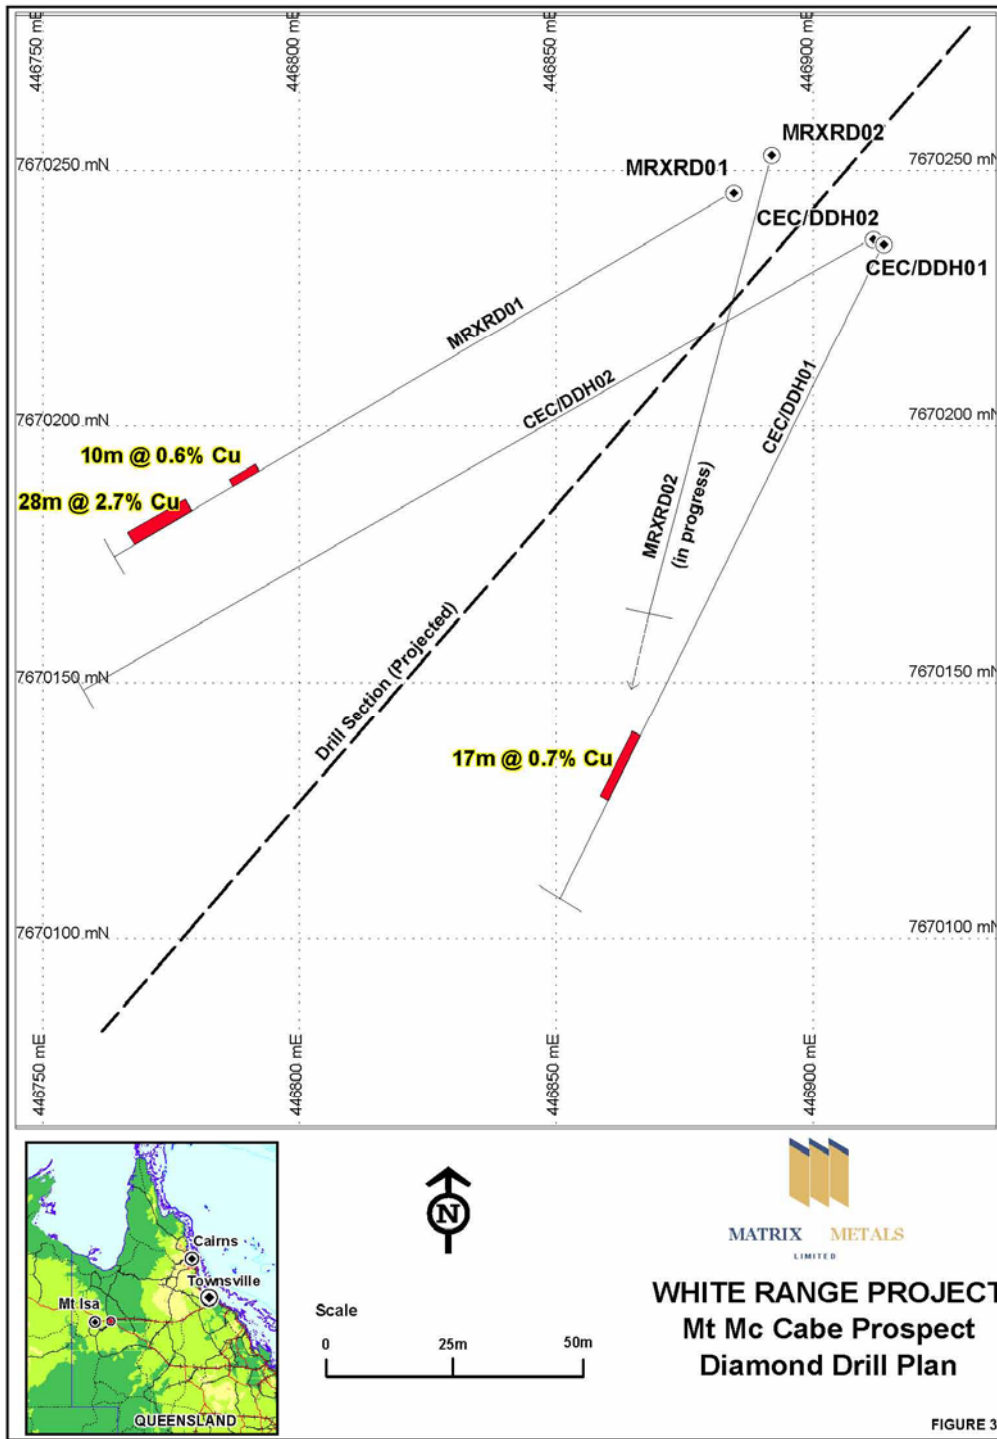 446750 mE
446800 mE
446850 mE
446900 mE
MRXRD02
7670250 mN
7670250 mN
MRXRD01
CEC/DDH02
CEC/DDH01
MRXRD01
CEC/DDH02
CEC/DDH01
7670200 mN
7670200 mN
10m @ 0.6% Cu
28m @ 2.7% Cu
MRXRD02
(in progress)
7670150 mN
7670150 mN
Drill Section (Projected)
17m @ 0.7% Cu
7670100 mN
7670100 mN
446750 mE
446800 mE
446850 mE
446900 mE
Cairns
Townsville
Mt Isa
QUEENSLAND
N
Scale
0 25m 50m
MATRIX METALS
LIMITED
WHITE RANGE PROJECT
Mt Mc Cabe Prospect
Diamond Drill Plan
FIGURE 3